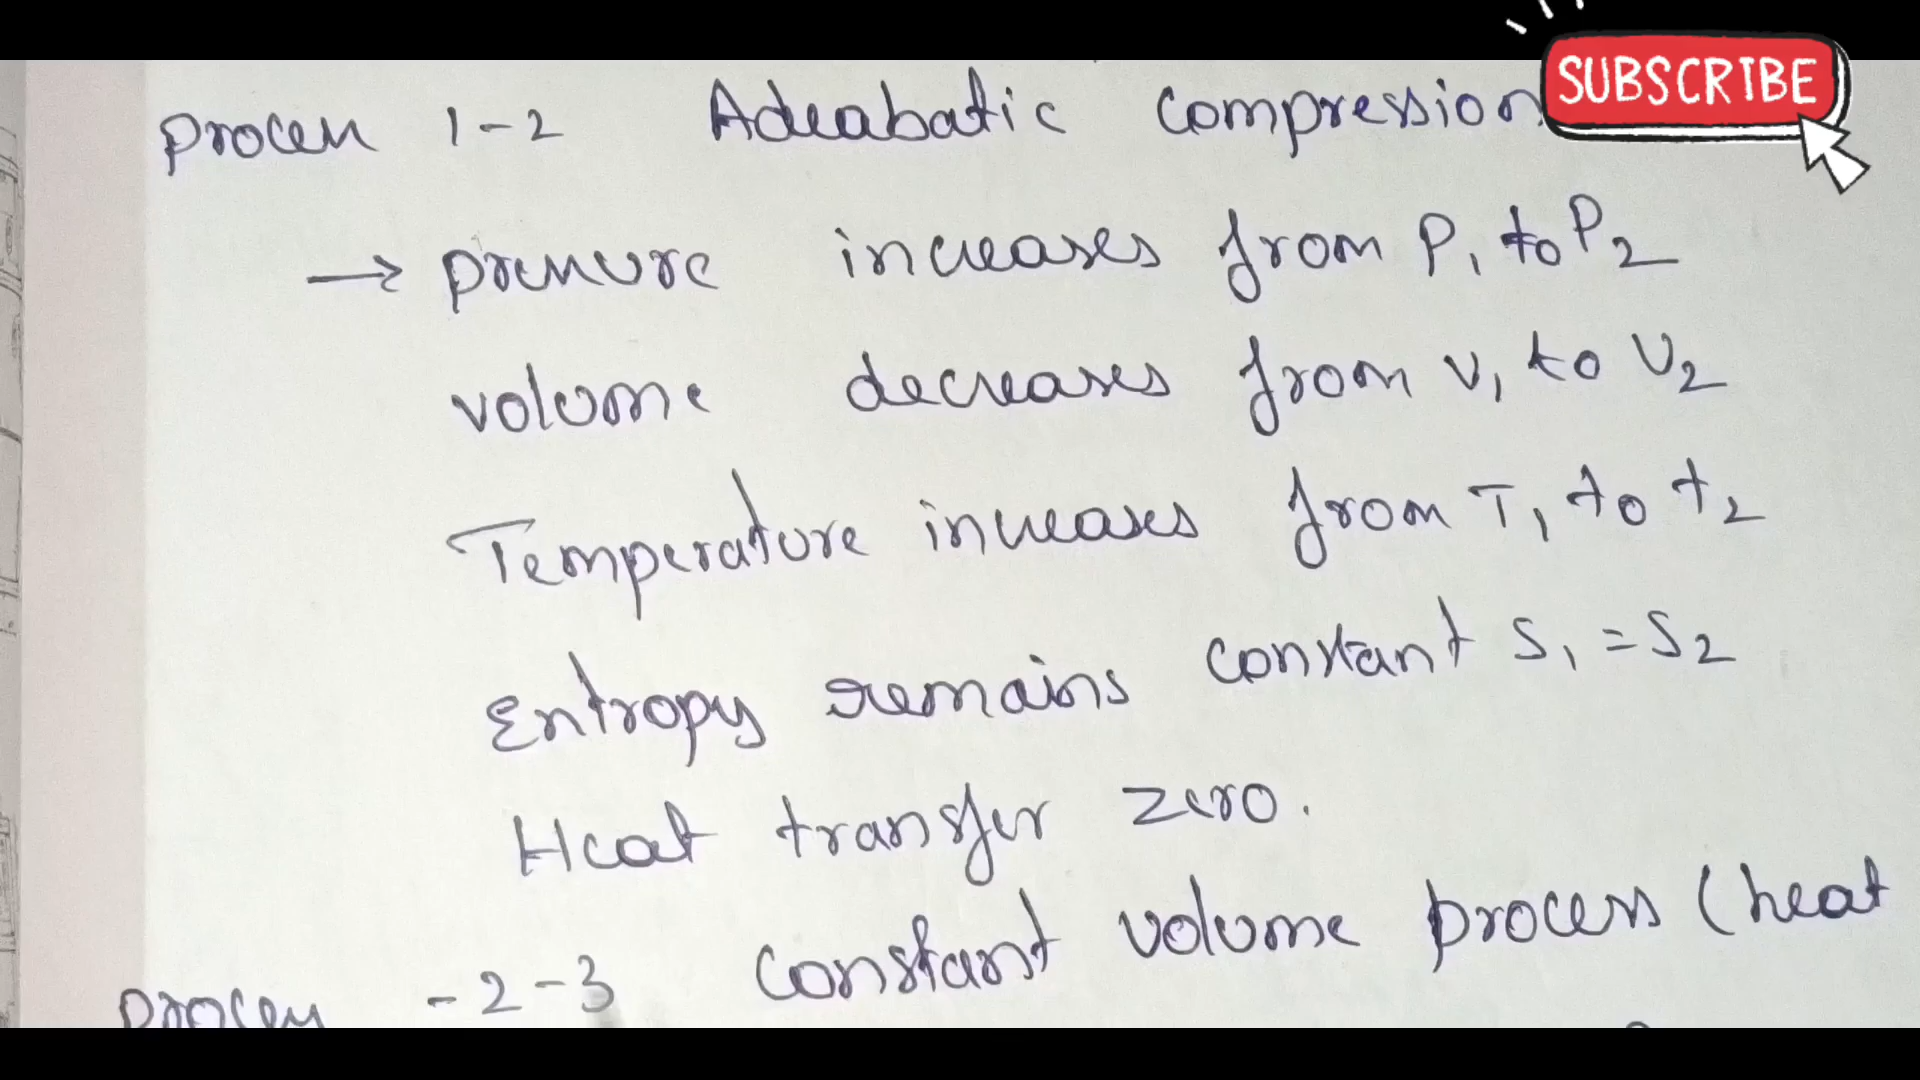 Process 1-2 Adiabatic compression
SUBSCRIBE
→ pressure increases from P1 to P2
volume decreases from v1 to v2
Temperature increases from T1 to t2
Entropy remains constant S1 = S2
Heat transfer zero.
process -2-3 constant volume process (heat